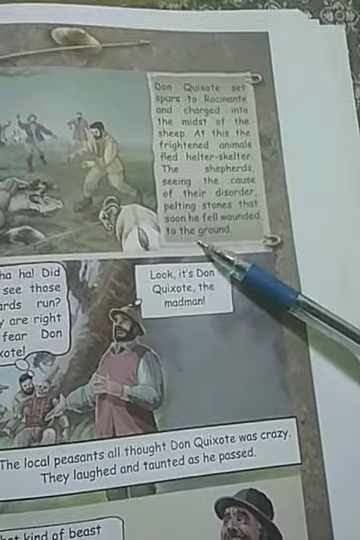 Don Quixote set
spurs to Rocinante
and charged into
the midst of the
sheep. At this the
frightened animals
fled helter-skelter.
The shepherds,
seeing the cause
of their disorder,
pelting stones that
soon he fell wounded
to the ground.
ha ha! Did
see those
ards run?
y are right
fear Don
xote!
Look, it's Don
Quixote, the
madman!
The local peasants all thought Don Quixote was crazy.
They laughed and taunted as he passed.
hat kind of beast